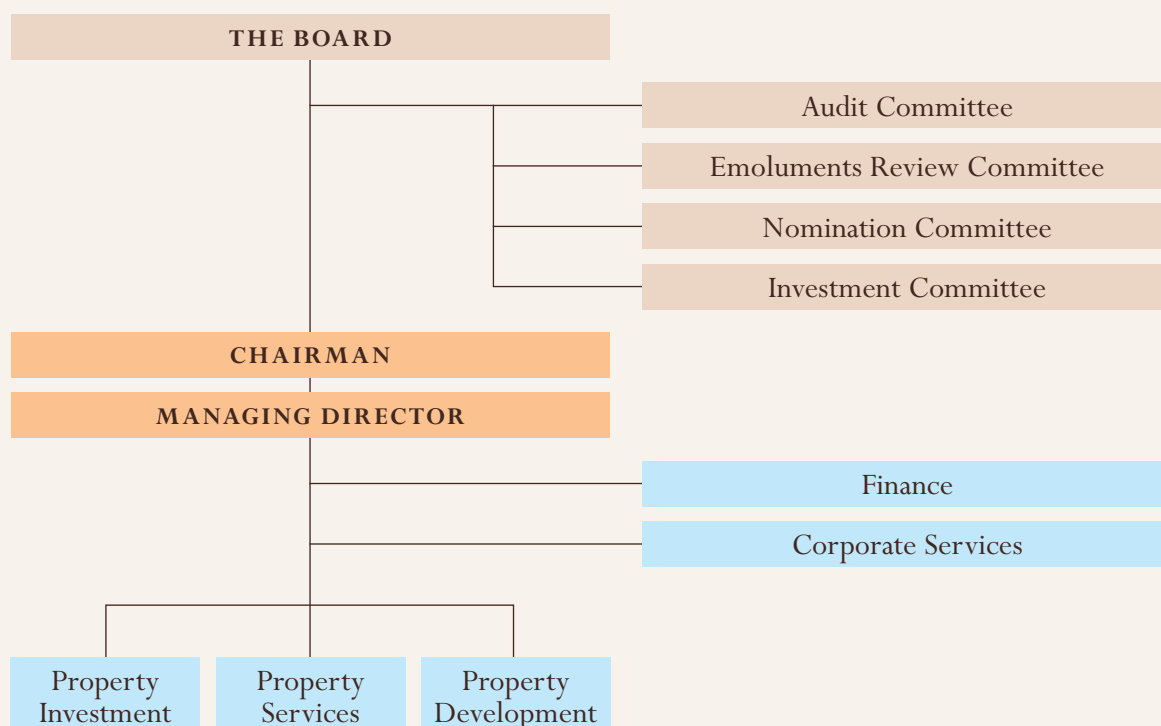 THE BOARD
Audit Committee
Emoluments Review Committee
Nomination Committee
Investment Committee
CHAIRMAN
MANAGING DIRECTOR
Finance
Corporate Services
Property
Investment
Property
Services
Property
Development